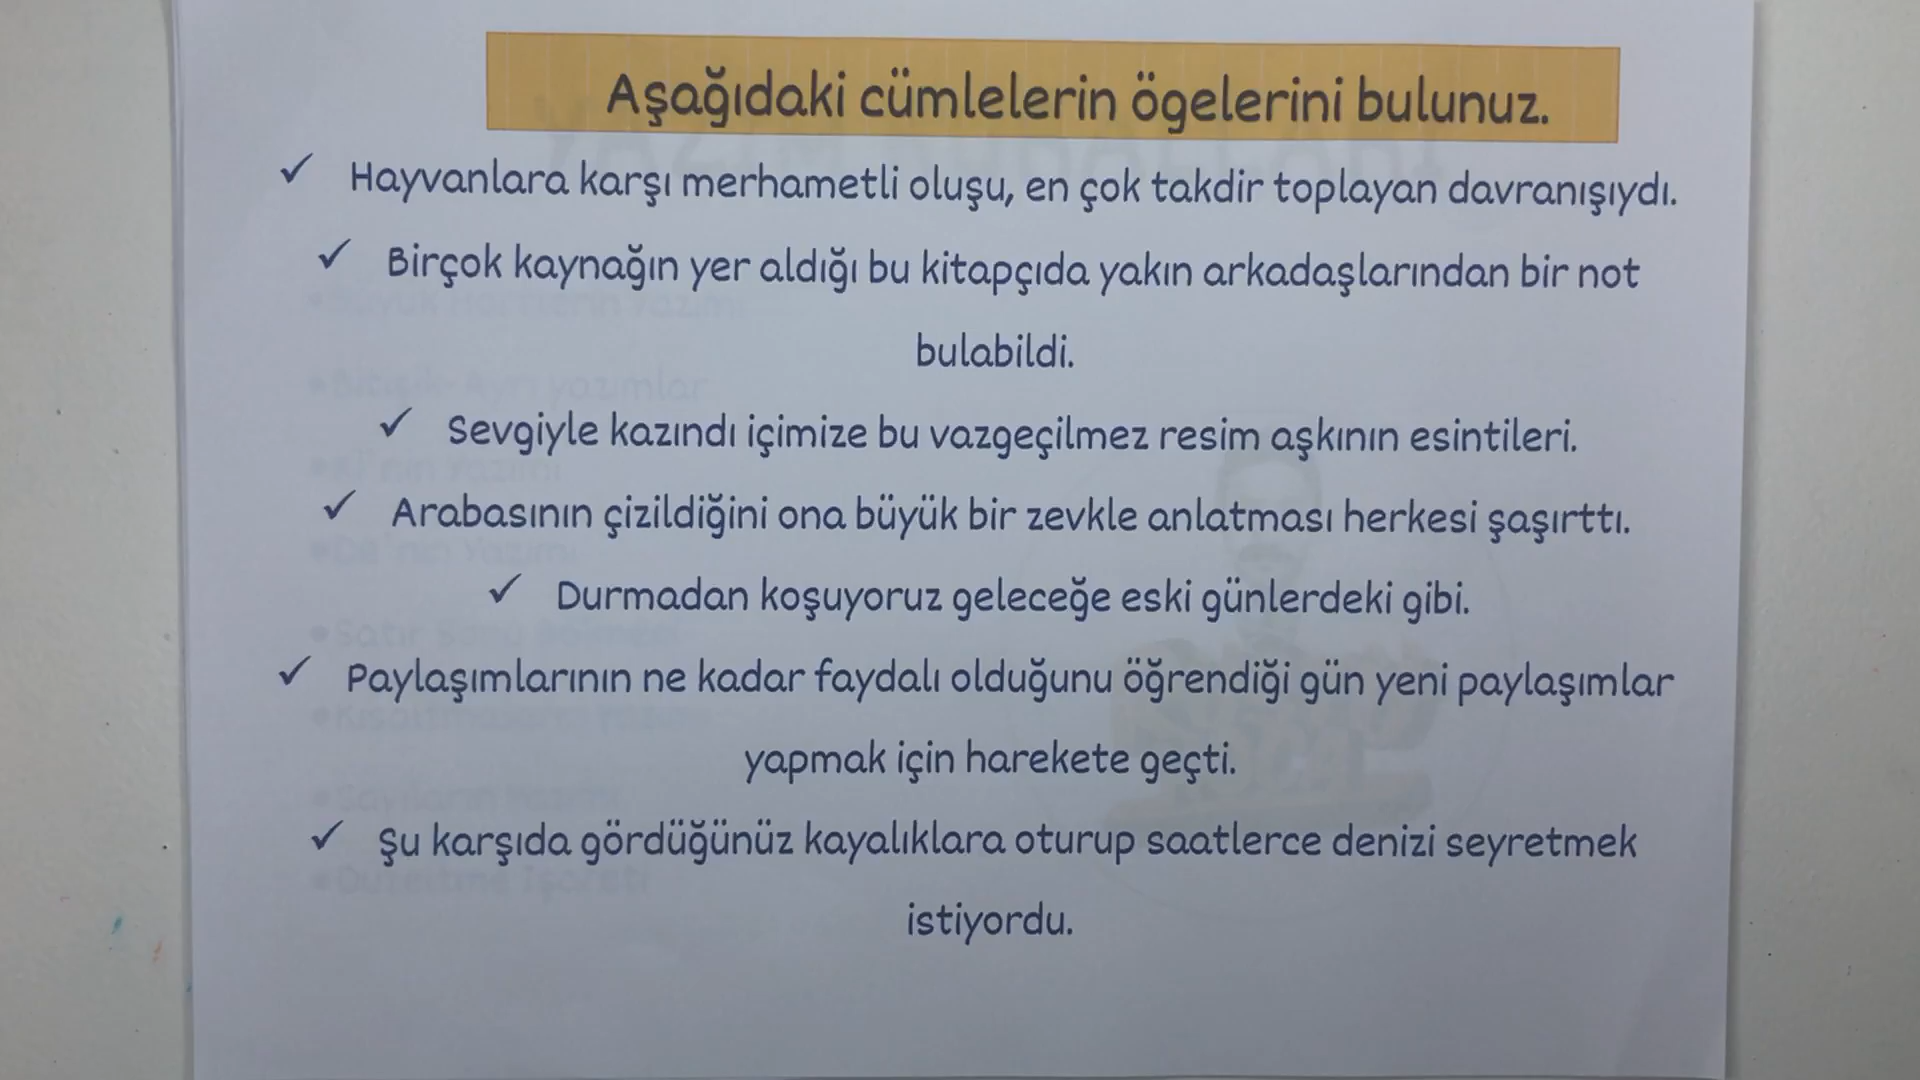 Aşağıdaki cümlelerin ögelerini bulunuz.
✓ Hayvanlara karşı merhametli oluşu, en çok takdir toplayan davranışıydı.
✓ Birçok kaynağın yer aldığı bu kitapçıda yakın arkadaşlarından bir not
bulabildi.
✓ Sevgiyle kazındı içimize bu vazgeçilmez resim aşkının esintileri.
✓ Arabasının çizildiğini ona büyük bir zevkle anlatması herkesi şaşırttı.
✓ Durmadan koşuyoruz geleceğe eski günlerdeki gibi.
✓ Paylaşımlarının ne kadar faydalı olduğunu öğrendiği gün yeni paylaşımlar
yapmak için harekete geçti.
✓ Şu karşıda gördüğünüz kayalıklara oturup saatlerce denizi seyretmek
istiyordu.